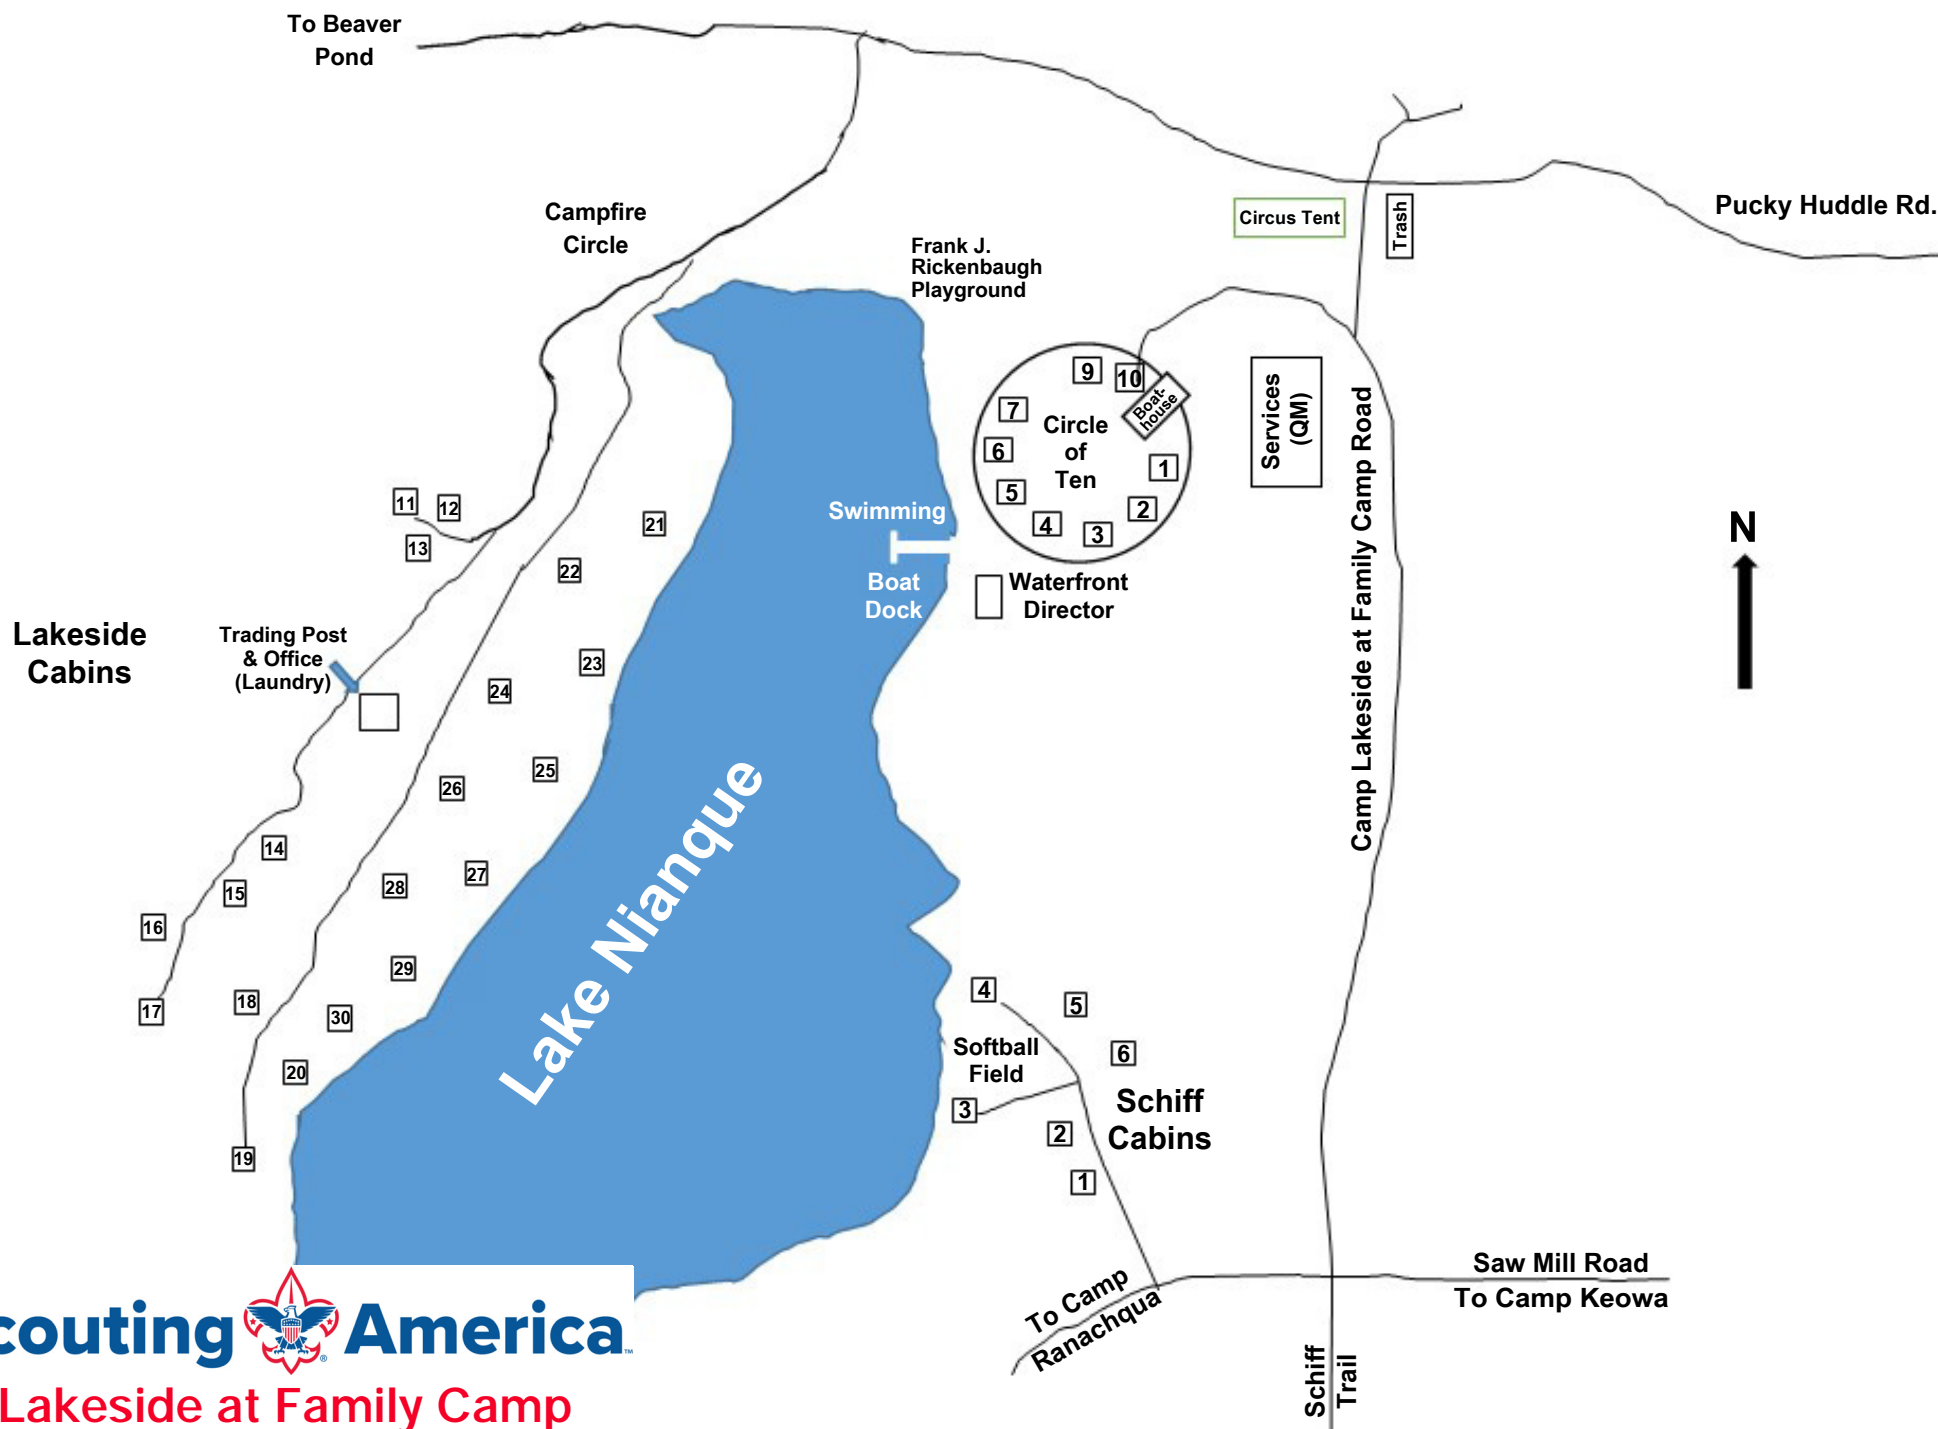 To Beaver
Pond
Pucky Huddle Rd.
Circus Tent
Trash
Campfire
Circle
Frank J.
Rickenbaugh
Playground
9
10
Boat-
house
7
Circle
of
Ten
6
1
5
2
4
3
Services
(QM)
Camp Lakeside at Family Camp Road
N
11
12
13
21
22
Swimming
Boat
Dock
Waterfront
Director
Lakeside
Cabins
Trading Post
& Office
(Laundry)
23
24
25
26
14
15
16
17
27
28
29
18
30
20
19
Lake Nianque
4
5
6
Softball
Field
3
2
1
Schiff
Cabins
Saw Mill Road
To Camp Keowa
To Camp
Ranachqua
Schiff
Trail
couting America
Lakeside at Family Camp